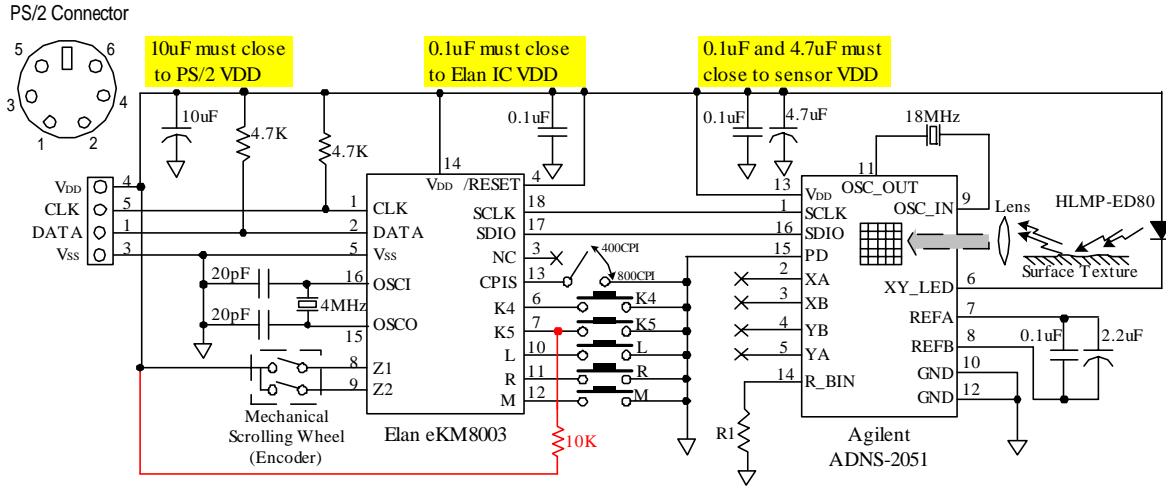 PS/2 Connector
5
6
3
4
1
2
10uF must close
to PS/2 VDD
0.1uF must close
to Elan IC VDD
0.1uF and 4.7uF must
close to sensor VDD
10uF
4.7K
4.7K
0.1uF
0.1uF
4.7uF
18MHz
VDD
4
CLK
5
DATA
1
VSS
3
20pF
20pF
4MHz
Mechanical
Scrolling Wheel
(Encoder)
14
VDD
/RESET
4
1
CLK
SCLK
18
2
DATA
SDIO
17
5
VSS
NC
3
16
OSCI
CPIS
13
K4
6
OSCO
15
K5
7
L
10
8
Z1
R
11
9
Z2
M
12
Elan eKM8003
400CPI
800CPI
K4
K5
L
R
M
10K
R1
11
OSC_OUT
13
VDD
OSC_IN
9
1
SCLK
16
SDIO
15
PD
2
XA
XY_LED
6
3
XB
REFA
7
4
YB
REFB
8
5
YA
GND
10
14
R_BIN
GND
12
Agilent
ADNS-2051
Lens
HLMP-ED80
Surface Texture
0.1uF
2.2uF